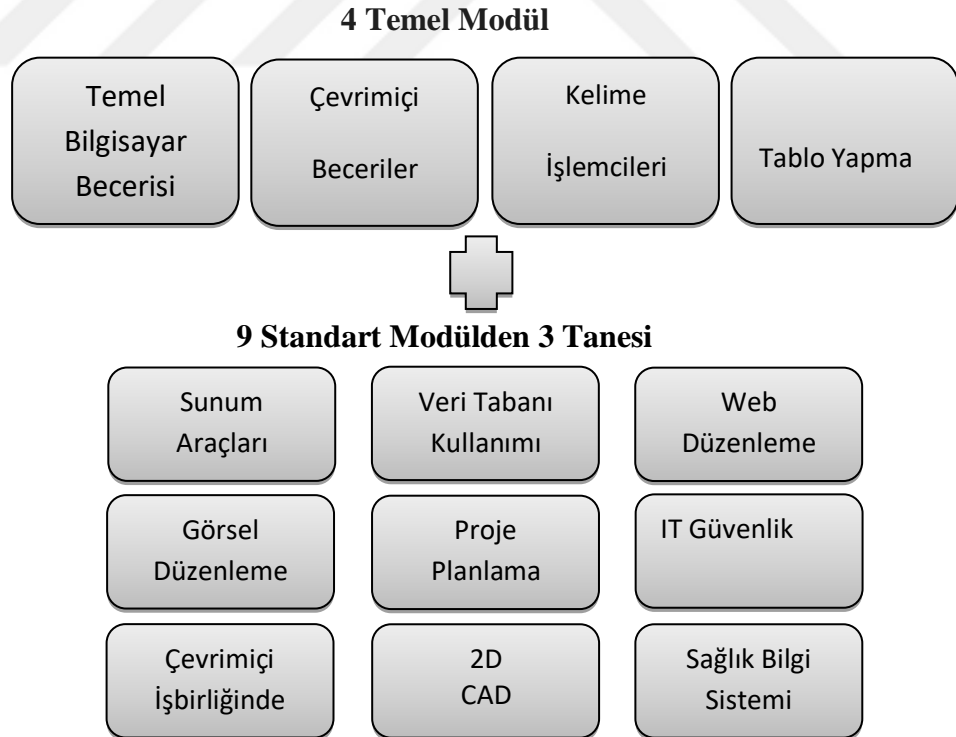 4 Temel Modül
Temel
Bilgisayar
Becerisi
Çevrimiçi
Beceriler
Kelime
İşlemcileri
Tablo Yapma
9 Standart Modülden 3 Tanesi
Sunum
Araçları
Veri Tabanı
Kullanımı
Web
Düzenleme
Görsel
Düzenleme
Proje
Planlama
IT Güvenlik
Çevrimiçi
İşbirliğinde
2D
CAD
Sağlık Bilgi
Sistemi